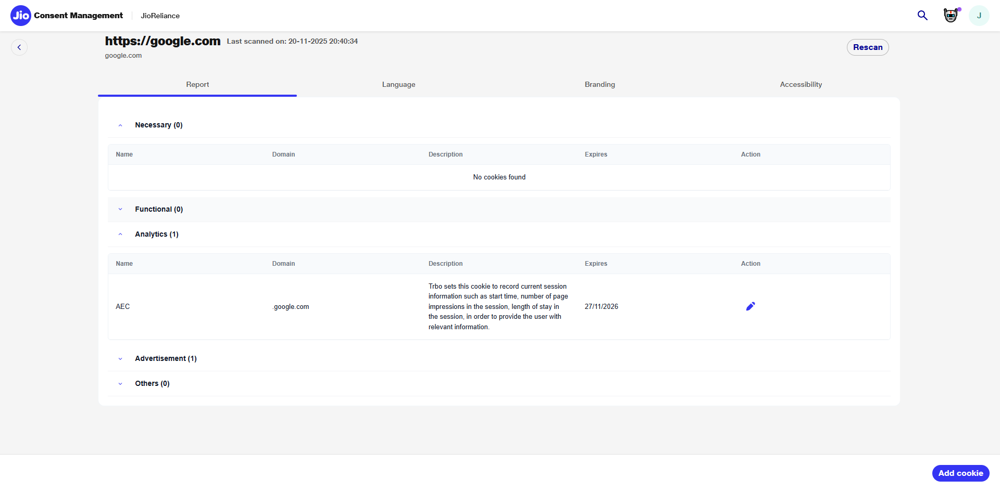 Jio Consent Management JioReliance J
https://google.com Last scanned on: 20-11-2025 20:40:34
google.com
Rescan
Report Language Branding Accessibility
Necessary (0)
Name Domain Description Expires Action
No cookies found
Functional (0)
Analytics (1)
Name Domain Description Expires Action
Trbo sets this cookie to record current session
information such as start time, number of page
AEC .google.com impressions in the session, length of stay in 27/11/2026
the session, in order to provide the user with
relevant information.
Advertisement (1)
Others (0)
Add cookie